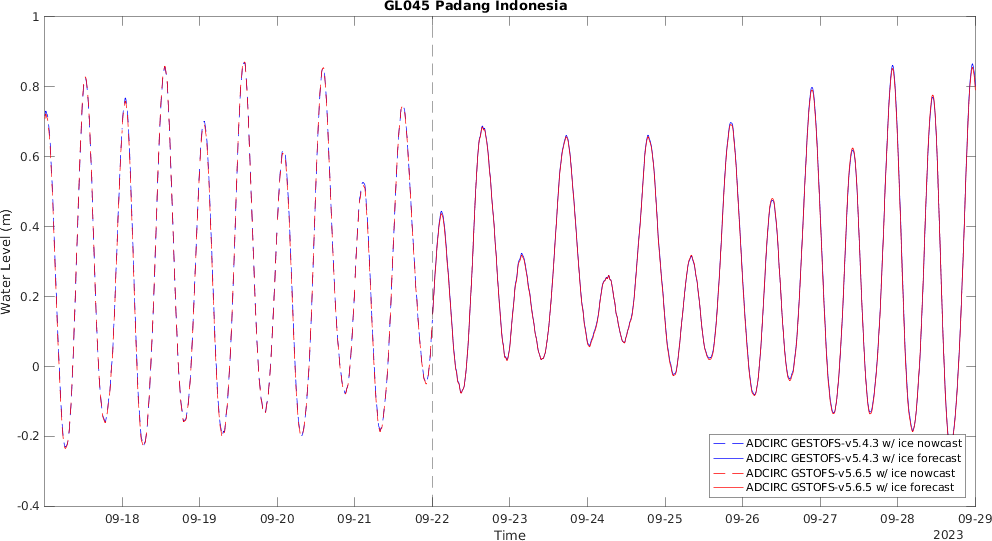 GL045 Padang Indonesia
1
0.8
0.6
0.4
0.2
0
-0.2
-0.4
Water Level (m)
ADCIRC GESTOFS-v5.4.3 w/ ice nowcast
ADCIRC GESTOFS-v5.4.3 w/ ice forecast
ADCIRC GSTOFS-v5.6.5 w/ ice nowcast
ADCIRC GSTOFS-v5.6.5 w/ ice forecast
09-18 09-19 09-20 09-21 09-22 09-23 09-24 09-25 09-26 09-27 09-28 09-29
Time
2023